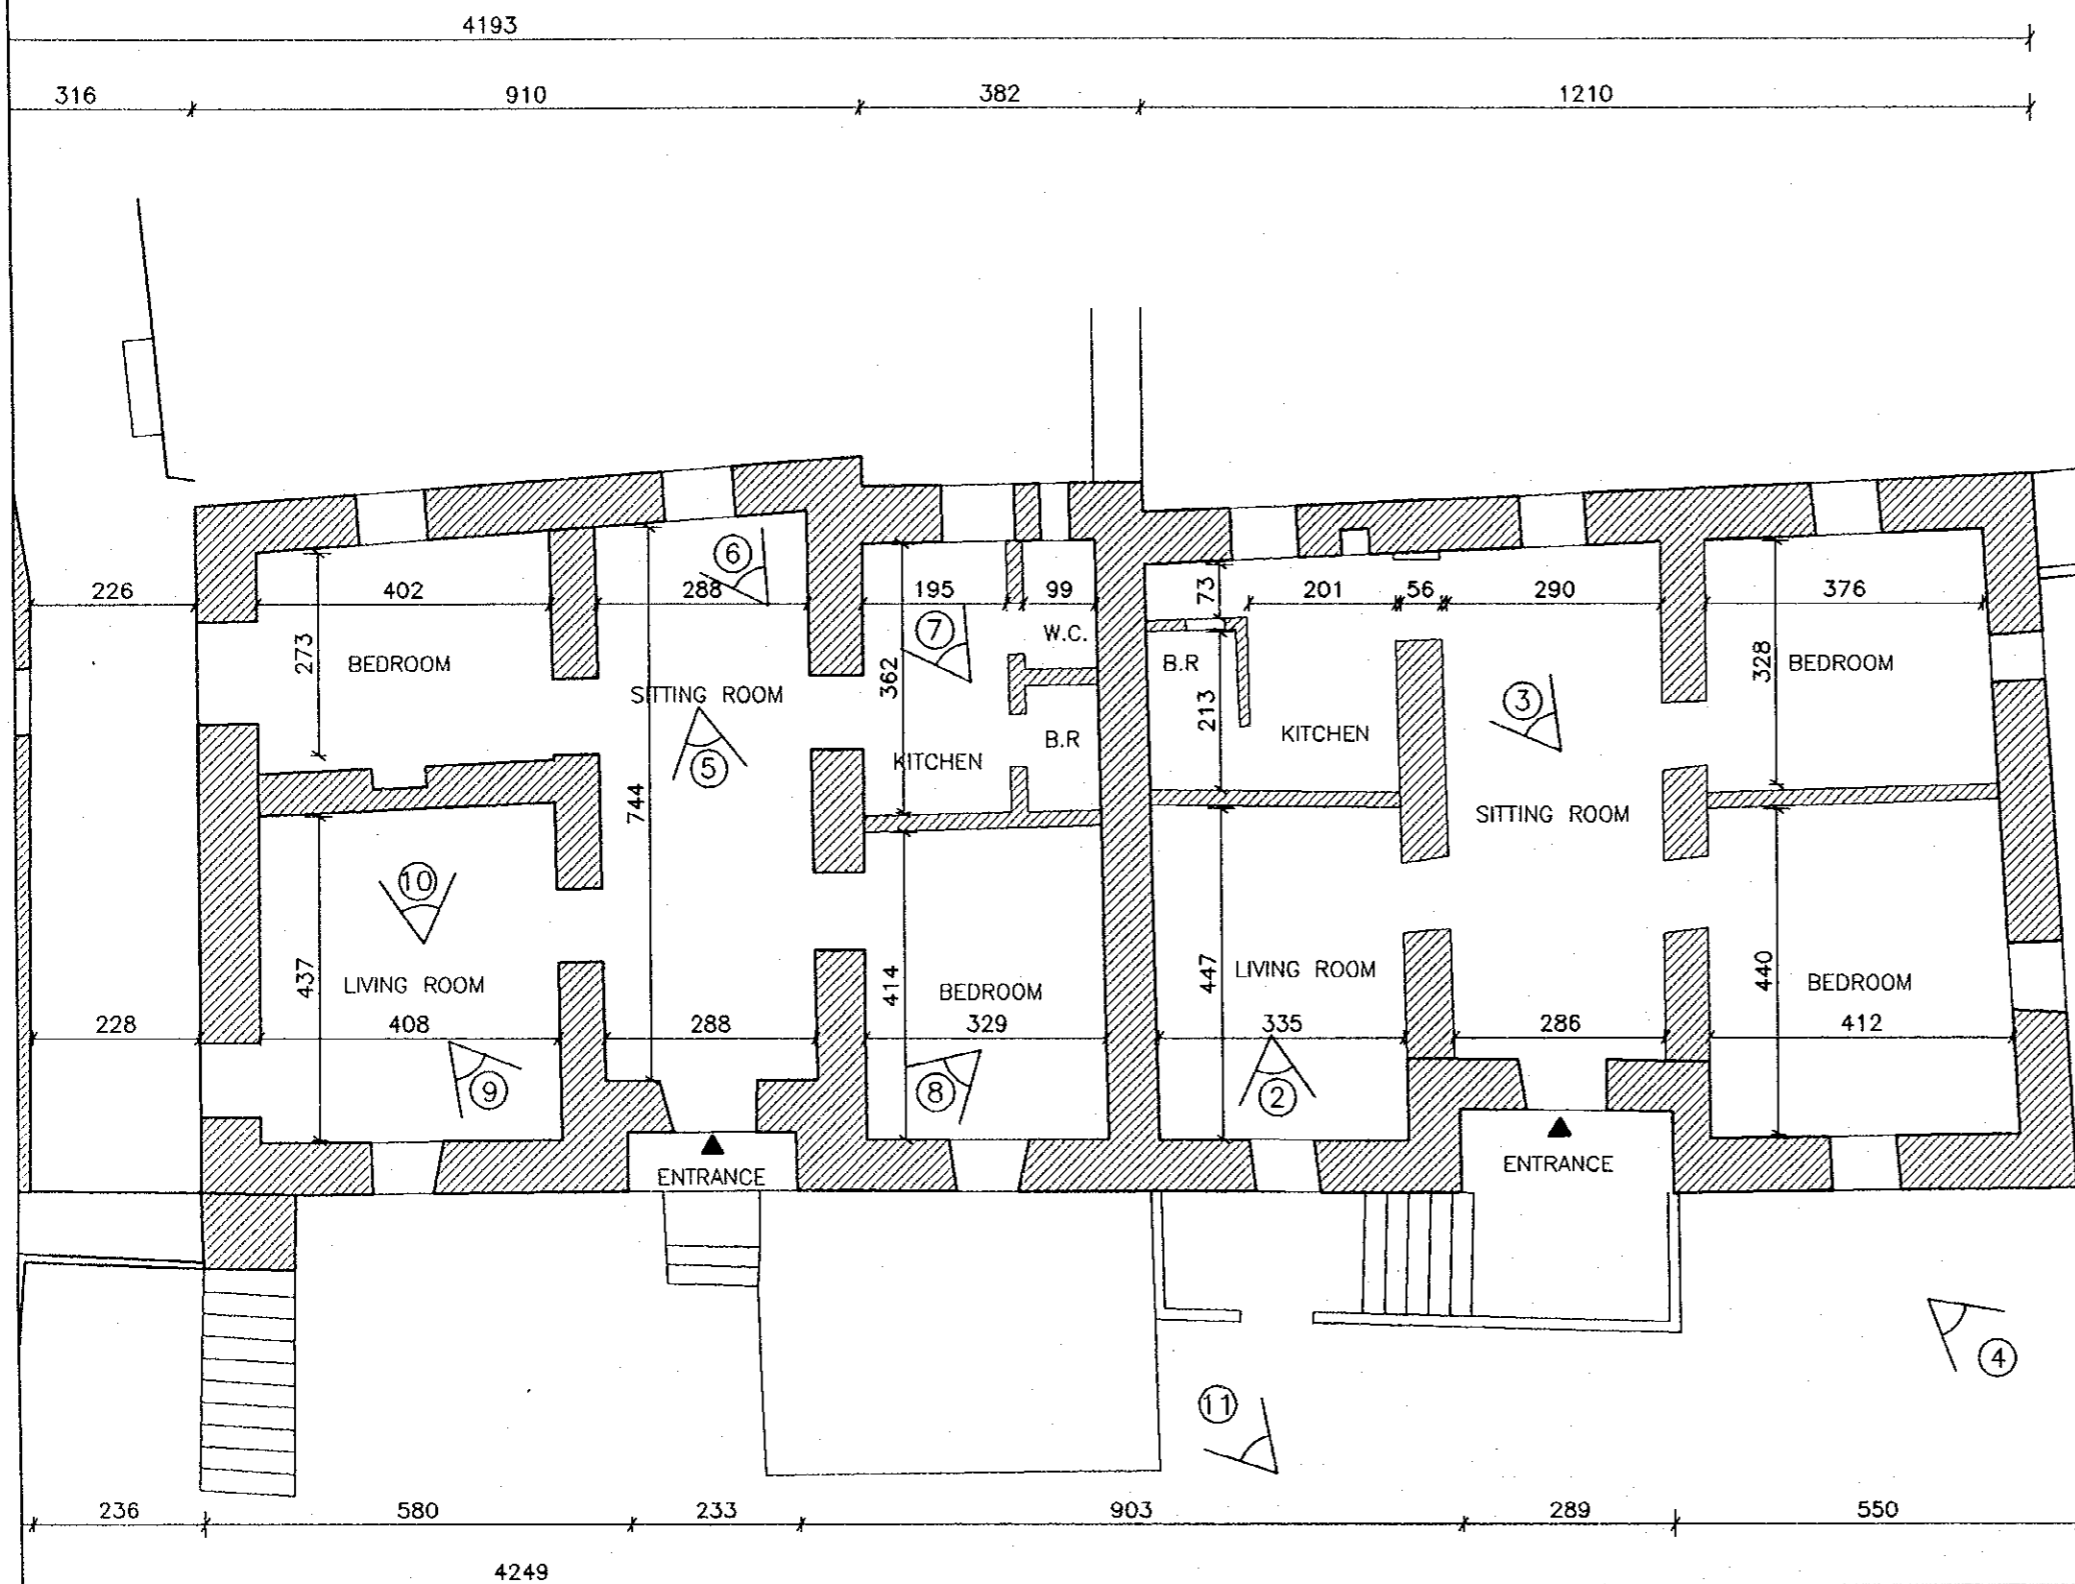 4193
316 910 382 1210
6
226 402 288 195 99 73 201 56 290 376
7 W.C.
273 BEDROOM 362 B.R 328 BEDROOM
SITTING ROOM 213 3
5 KITCHEN B.R KITCHEN
744 SITTING ROOM
10
437 LIVING ROOM 414 BEDROOM 447 LIVING ROOM 440 BEDROOM
228 408 288 329 335 286 412
9 8 2
ENTRANCE ENTRANCE
4
11
236 580 233 903 289 550
4249